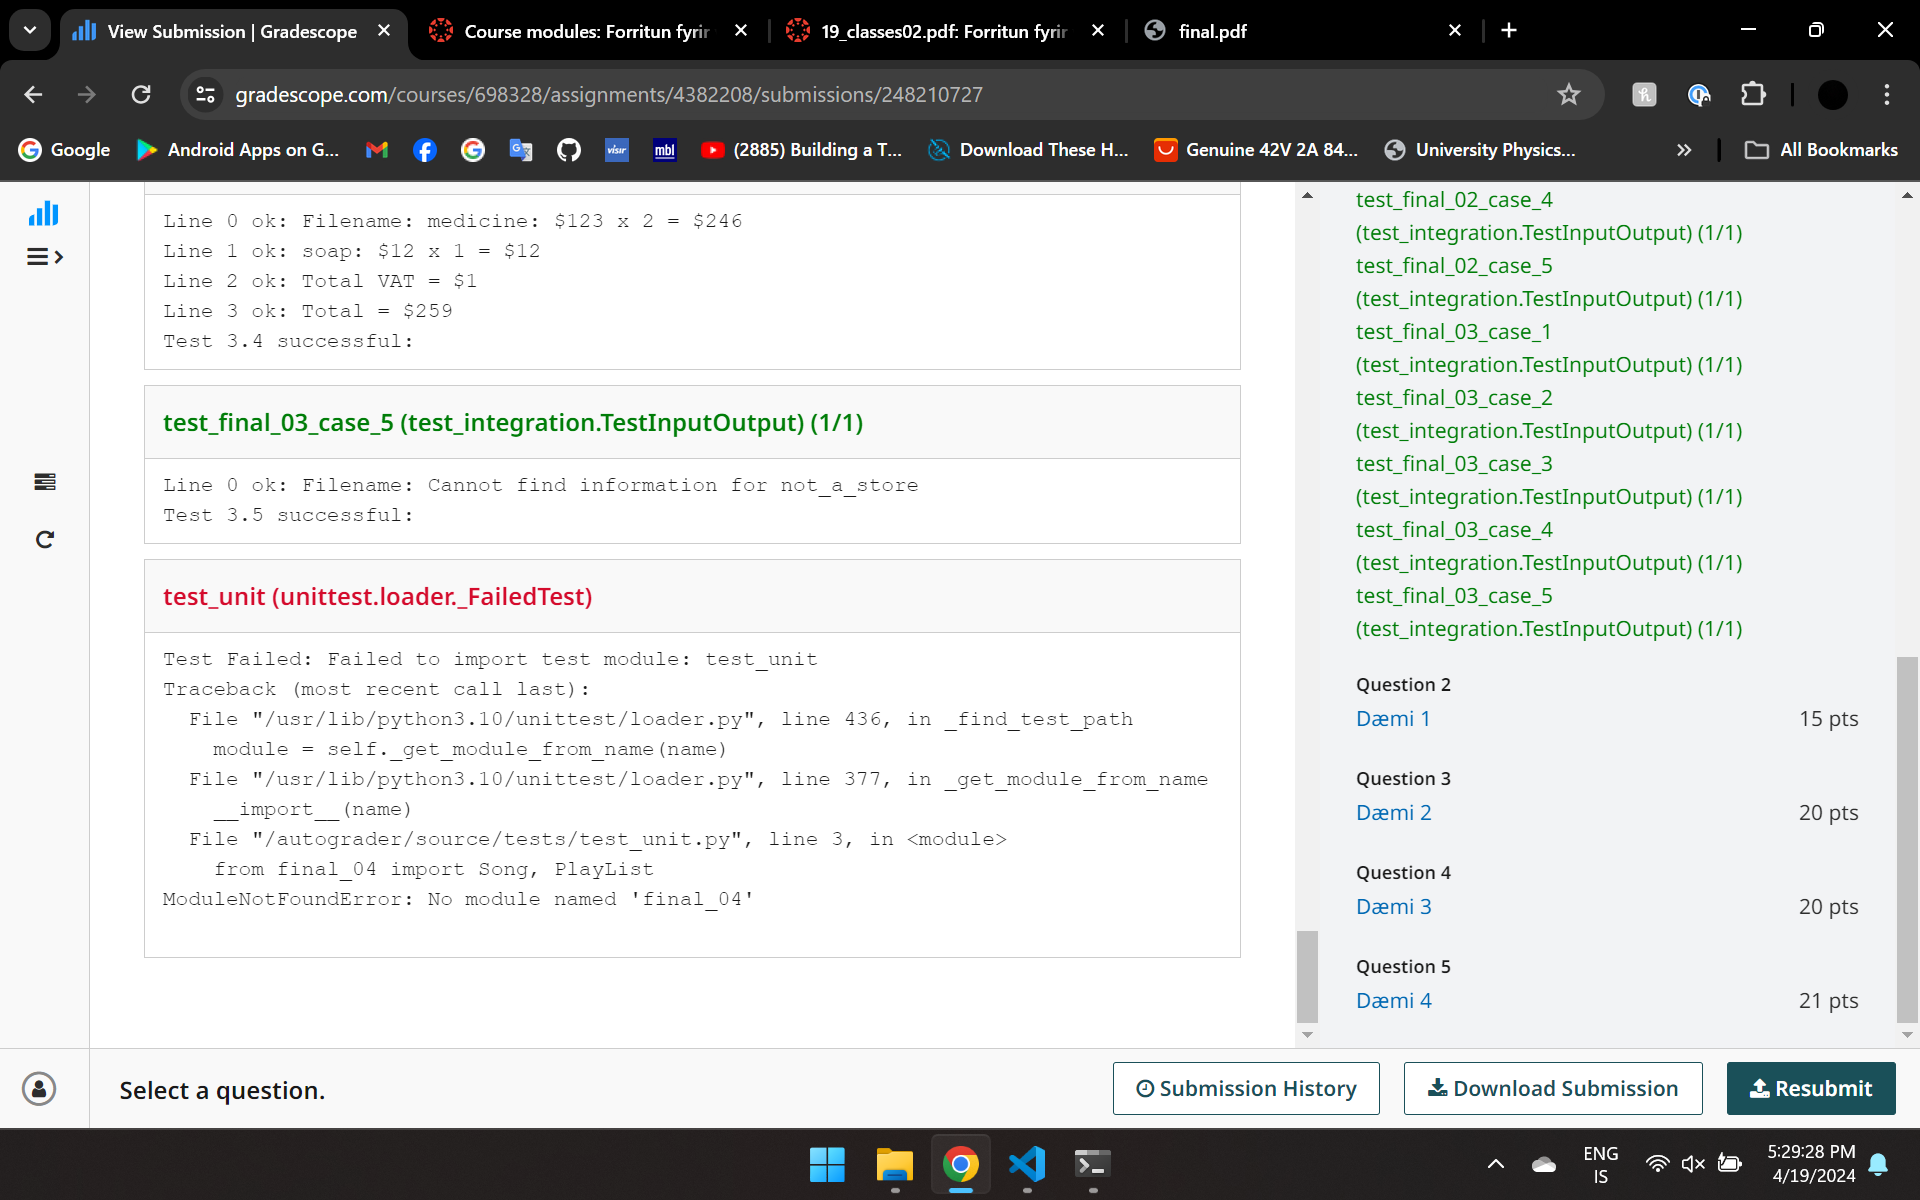 View Submission | Gradescope
Course modules: Forritun fyrir
19_classes02.pdf: Forritun fyrir
final.pdf
gradescope.com/courses/698328/assignments/4382208/submissions/248210727
Google
Android Apps on G...
visir
mbl
(2885) Building a T...
Download These H...
Genuine 42V 2A 84...
University Physics...
All Bookmarks
Line 0 ok: Filename: medicine: $123 x 2 = $246
Line 1 ok: soap: $12 x 1 = $12
Line 2 ok: Total VAT = $1
Line 3 ok: Total = $259
Test 3.4 successful:
test_final_03_case_5 (test_integration.TestInputOutput) (1/1)
Line 0 ok: Filename: Cannot find information for not_a_store
Test 3.5 successful:
test_unit (unittest.loader._FailedTest)
Test Failed: Failed to import test module: test_unit
Traceback (most recent call last):
File "/usr/lib/python3.10/unittest/loader.py", line 436, in _find_test_path
module = self._get_module_from_name(name)
File "/usr/lib/python3.10/unittest/loader.py", line 377, in _get_module_from_name
__import__(name)
File "/autograder/source/tests/test_unit.py", line 3, in <module>
from final_04 import Song, PlayList
ModuleNotFoundError: No module named 'final_04'
test_final_02_case_4
(test_integration.TestInputOutput) (1/1)
test_final_02_case_5
(test_integration.TestInputOutput) (1/1)
test_final_03_case_1
(test_integration.TestInputOutput) (1/1)
test_final_03_case_2
(test_integration.TestInputOutput) (1/1)
test_final_03_case_3
(test_integration.TestInputOutput) (1/1)
test_final_03_case_4
(test_integration.TestInputOutput) (1/1)
test_final_03_case_5
(test_integration.TestInputOutput) (1/1)
Question 2
Dæmi 1 15 pts
Question 3
Dæmi 2 20 pts
Question 4
Dæmi 3 20 pts
Question 5
Dæmi 4 21 pts
Select a question.
Submission History
Download Submission
Resubmit
ENG
IS
5:29:28 PM
4/19/2024